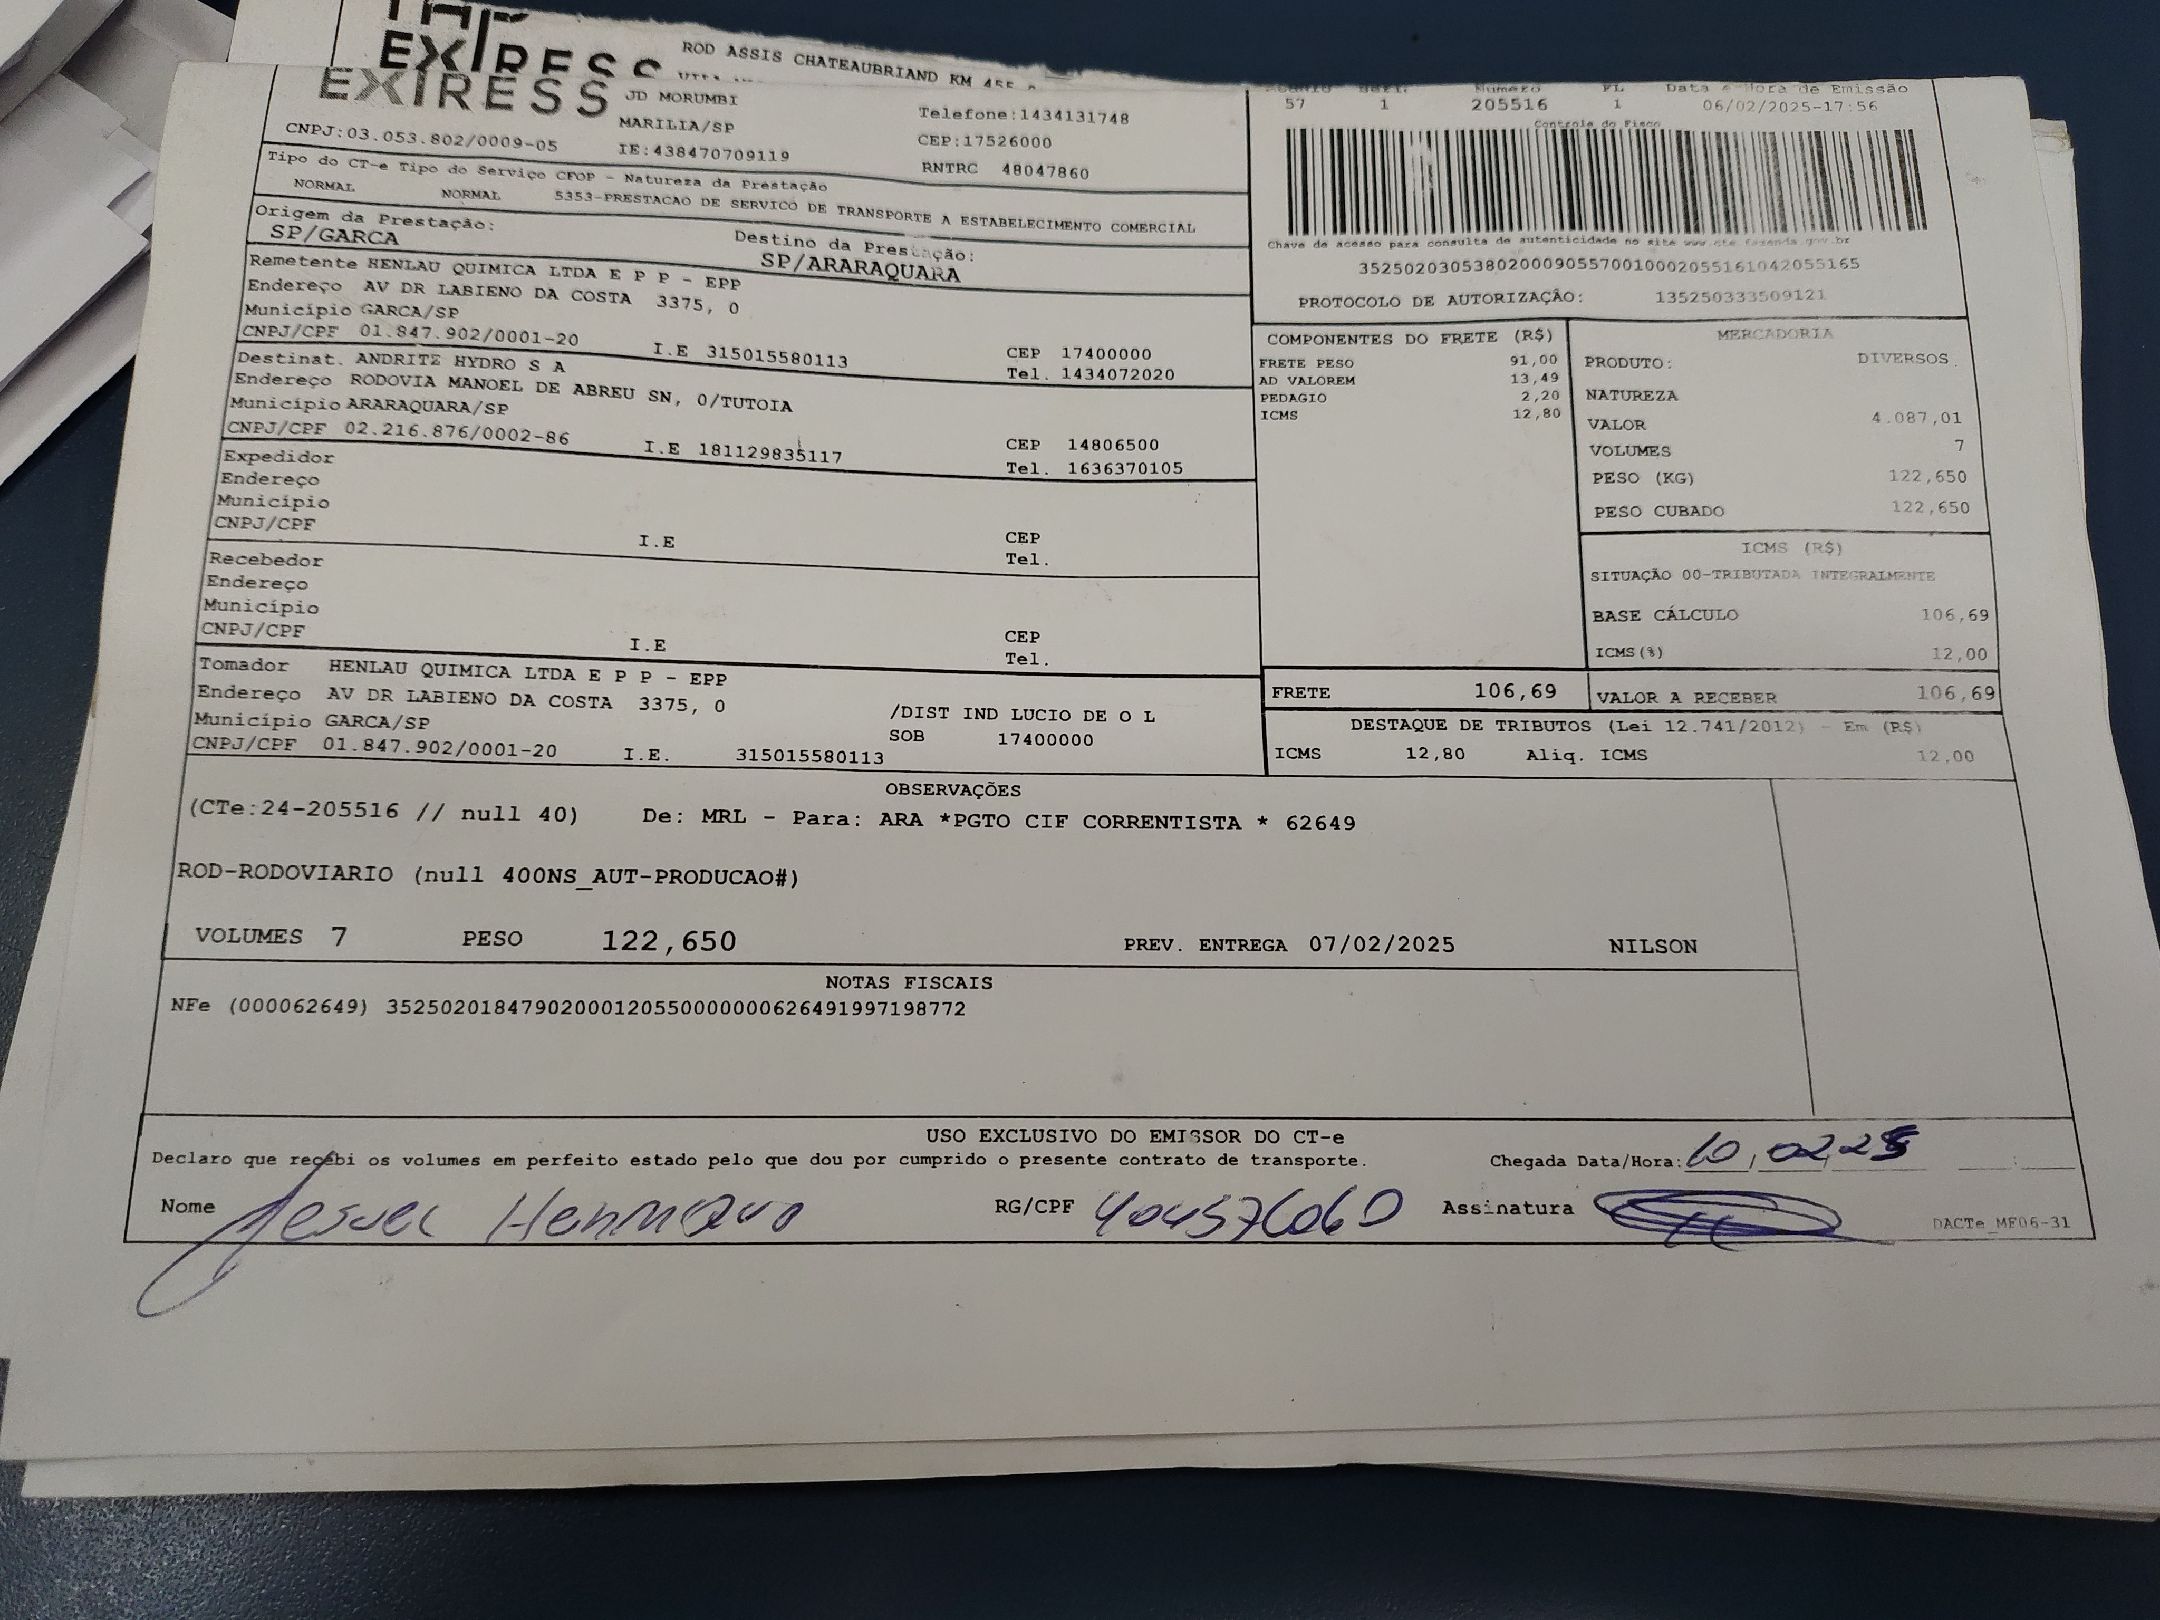 EXPRESS
ROD ASSIS CHATEAUBRIAND KM 455
EXPRESS
JD MORUMBI
MARILIA/SP
Telefone:1434131748
CEP:17526000
CNPJ:03.053.802/0009-05
IE:438470709119
RNTRC 48047860
Número FL Data e Hora de Emissão
57 1 205516 1 06/02/2025-17:56
Controle do Fisco
Chave de acesso para consulta de autenticidade no site www.cte.fazenda.gov.br
35250203053802000905570010002055161042055165
PROTOCOLO DE AUTORIZAÇÃO: 135250333509121
Tipo do CT-e Tipo do Serviço CFOP - Natureza da Prestação
NORMAL NORMAL 5353-PRESTACAO DE SERVICO DE TRANSPORTE A ESTABELECIMENTO COMERCIAL
Origem da Prestação: Destino da Prestação:
SP/GARCA SP/ARARAQUARA
Remetente HENLAU QUIMICA LTDA E P P - EPP
Endereço AV DR LABIENO DA COSTA 3375, 0
Município GARCA/SP
CNPJ/CPF 01.847.902/0001-20 I.E 315015580113
CEP 17400000
Tel. 1434072020
Destinat. ANDRITZ HYDRO S A
Endereço RODOVIA MANOEL DE ABREU SN, 0/TUTOIA
Município ARARAQUARA/SP
CNPJ/CPF 02.216.876/0002-86 I.E 181129835117
CEP 14806500
Tel. 1636370105
Expedidor
Endereço
Município
CNPJ/CPF I.E CEP
Tel.
Recebedor
Endereço
Município
CNPJ/CPF I.E CEP
Tel.
Tomador HENLAU QUIMICA LTDA E P P - EPP
Endereço AV DR LABIENO DA COSTA 3375, 0 /DIST IND LUCIO DE O L
Município GARCA/SP SOB 17400000
CNPJ/CPF 01.847.902/0001-20 I.E. 315015580113
COMPONENTES DO FRETE (R$)
FRETE PESO 91,00
AD VALOREM 13,49
PEDAGIO 2,20
ICMS 12,80
MERCADORIA
PRODUTO: DIVERSOS
NATUREZA
VALOR 4.087,01
VOLUMES 7
PESO (KG) 122,650
PESO CUBADO 122,650
ICMS (R$)
SITUAÇÃO 00-TRIBUTADA INTEGRALMENTE
BASE CÁLCULO 106,69
ICMS(%) 12,00
FRETE 106,69 VALOR A RECEBER 106,69
DESTAQUE DE TRIBUTOS (Lei 12.741/2012) - Em (R$)
ICMS 12,80 Aliq. ICMS 12,00
OBSERVAÇÕES
(CTe:24-205516 // null 40) De: MRL - Para: ARA *PGTO CIF CORRENTISTA * 62649
ROD-RODOVIARIO (null 400NS_AUT-PRODUCAO#)
VOLUMES 7 PESO 122,650 PREV. ENTREGA 07/02/2025 NILSON
NOTAS FISCAIS
NFe (000062649) 35250201847902000120550000000626491997198772
USO EXCLUSIVO DO EMISSOR DO CT-e
Declaro que recebi os volumes em perfeito estado pelo que dou por cumprido o presente contrato de transporte. Chegada Data/Hora: 10,02,25
Nome RG/CPF 404576060 Assinatura
DACTe_MF06-31